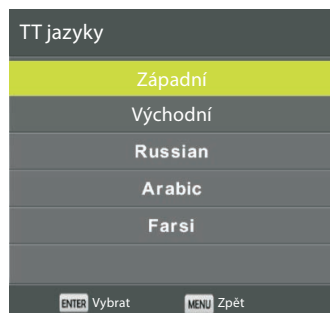 TT jazyky
Západní
Východní
Russian
Arabic
Farsi
ENTER Vybrat MENU Zpět